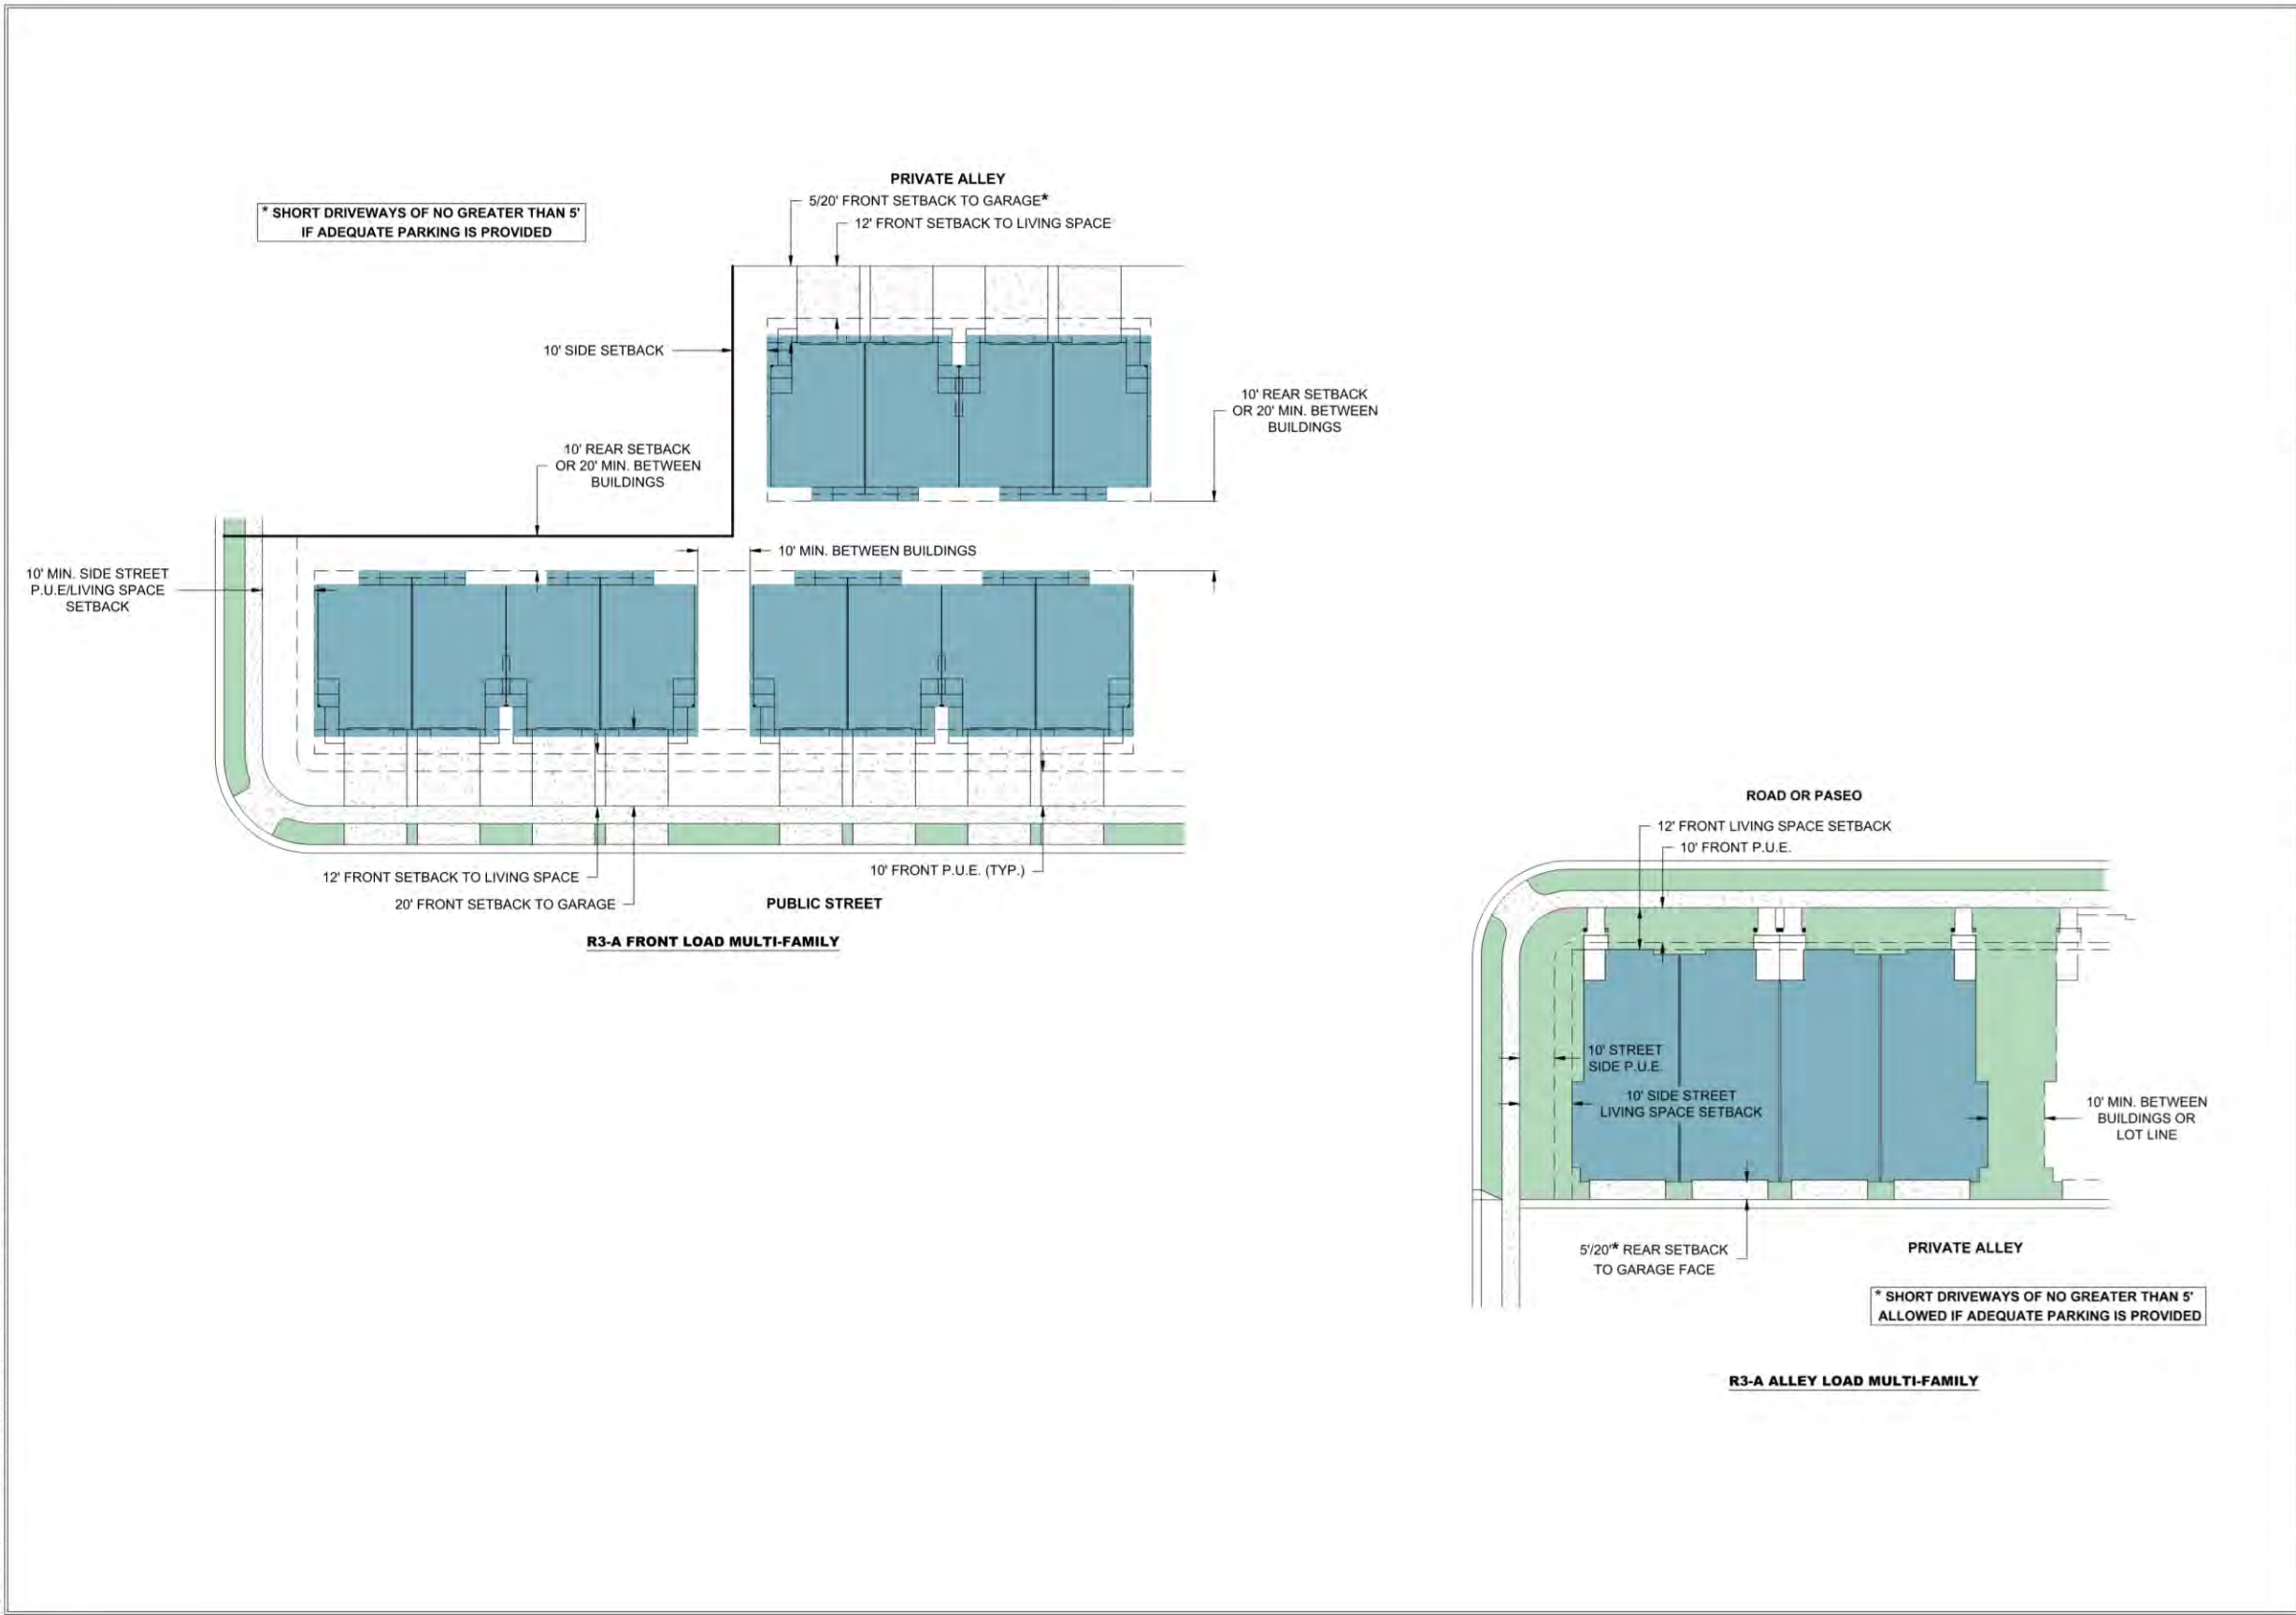 PRIVATE ALLEY
5/20' FRONT SETBACK TO GARAGE*
12' FRONT SETBACK TO LIVING SPACE
* SHORT DRIVEWAYS OF NO GREATER THAN 5'
IF ADEQUATE PARKING IS PROVIDED
10' SIDE SETBACK
10' REAR SETBACK
OR 20' MIN. BETWEEN
BUILDINGS
10' REAR SETBACK
OR 20' MIN. BETWEEN
BUILDINGS
10' MIN. BETWEEN BUILDINGS
10' MIN. SIDE STREET
P.U.E/LIVING SPACE
SETBACK
12' FRONT SETBACK TO LIVING SPACE
20' FRONT SETBACK TO GARAGE
10' FRONT P.U.E. (TYP.)
PUBLIC STREET
R3-A FRONT LOAD MULTI-FAMILY
ROAD OR PASEO
12' FRONT LIVING SPACE SETBACK
10' FRONT P.U.E.
10' STREET
SIDE P.U.E.
10' SIDE STREET
LIVING SPACE SETBACK
10' MIN. BETWEEN
BUILDINGS OR
LOT LINE
5'/20'* REAR SETBACK
TO GARAGE FACE
PRIVATE ALLEY
* SHORT DRIVEWAYS OF NO GREATER THAN 5'
ALLOWED IF ADEQUATE PARKING IS PROVIDED
R3-A ALLEY LOAD MULTI-FAMILY